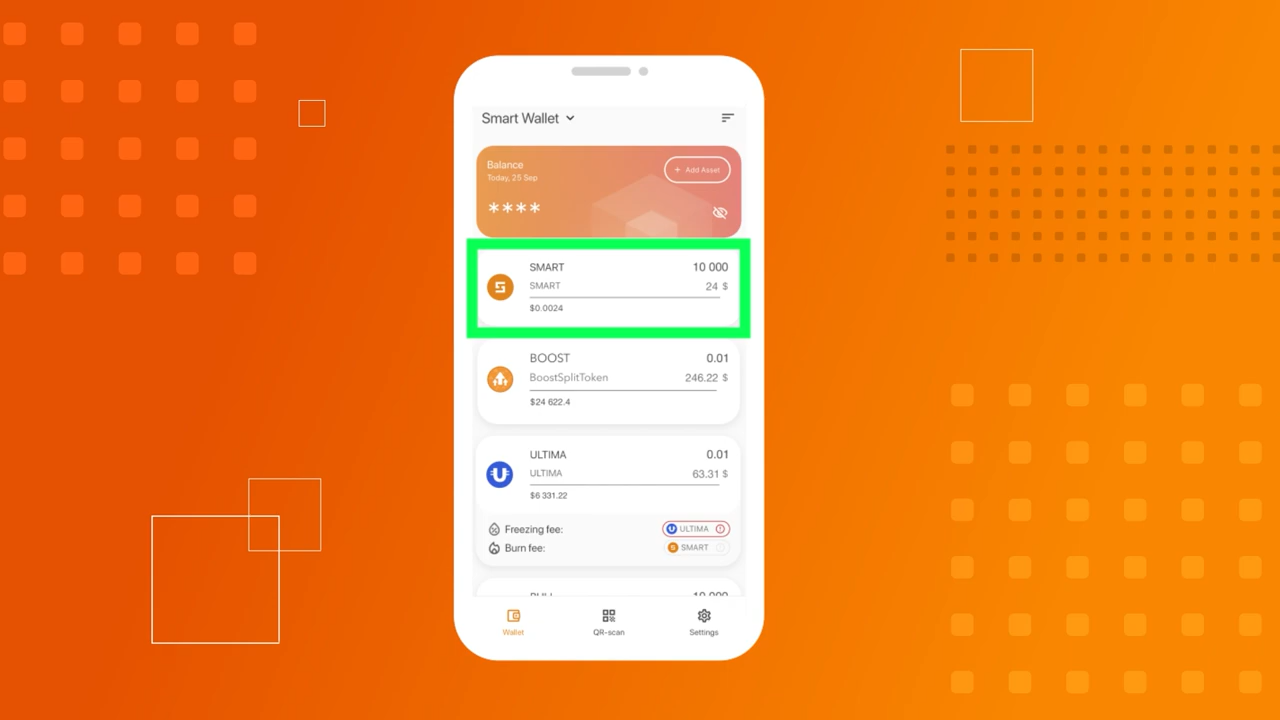 Smart Wallet
Balance
Today, 25 Sep
+ Add Asset
****
SMART 10 000
SMART 24 $
$0.0024
BOOST 0.01
BoostSplitToken 246.22 $
$24 622.4
ULTIMA 0.01
ULTIMA 63.31 $
$6 331.22
Freezing fee: ULTIMA
Burn fee: SMART
Wallet QR-scan Settings